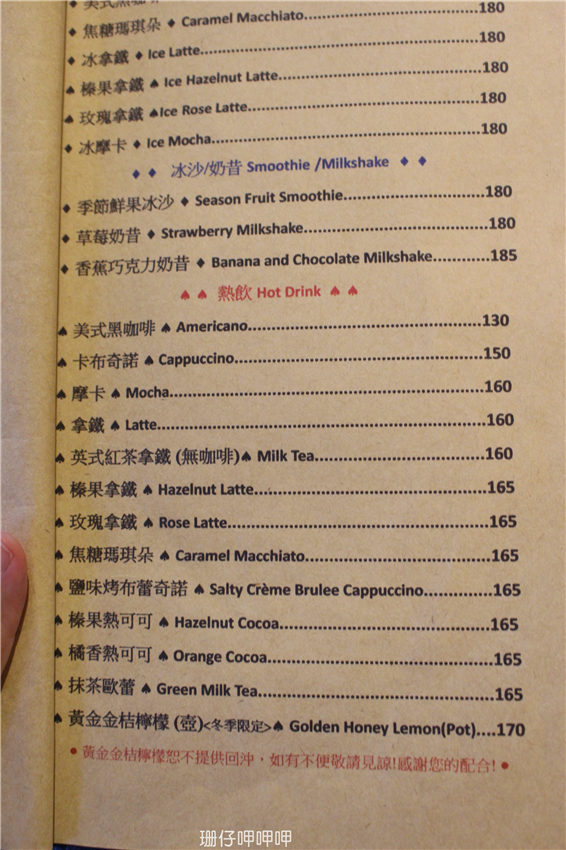 美式黑咖啡
♦ 焦糖瑪琪朵 ♦ Caramel Macchiato..............................180
♦ 冰拿鐵 ♦ Ice Latte..............................180
♠ 榛果拿鐵 ♠ Ice Hazelnut Latte..............................180
♠ 玫瑰拿鐵 ♠Ice Rose Latte..............................180
♦ 冰摩卡 ♦ Ice Mocha..............................180
♦ ♦ 冰沙/奶昔 Smoothie /Milkshake ♦ ♦
♦ 季節鮮果冰沙 ♦ Season Fruit Smoothie..............................180
♦ 草莓奶昔 ♦ Strawberry Milkshake..............................180
♦ 香蕉巧克力奶昔 ♦ Banana and Chocolate Milkshake............185
♠ ♠ 熱飲 Hot Drink ♠ ♠
♠ 美式黑咖啡 ♠ Americano..............................130
♠ 卡布奇諾 ♠ Cappuccino..............................150
♠ 摩卡 ♠ Mocha..............................160
♠ 拿鐵 ♠ Latte..............................160
♠ 英式紅茶拿鐵 (無咖啡)♠ Milk Tea..............................160
♠ 榛果拿鐵 ♠ Hazelnut Latte..............................165
♠ 玫瑰拿鐵 ♠ Rose Latte..............................165
♠ 焦糖瑪琪朵 ♠ Caramel Macchiato..............................165
♠ 鹽味烤布蕾奇諾 ♠ Salty Crème Brulee Cappuccino..............165
♠ 榛果熱可可 ♠ Hazelnut Cocoa..............................165
♠ 橘香熱可可 ♠ Orange Cocoa..............................165
♠ 抹茶歐蕾 ♠ Green Milk Tea..............................165
♠ 黃金金桔檸檬 (壺)<冬季限定>♠ Golden Honey Lemon(Pot)....170
• 黃金金桔檸檬恕不提供回沖，如有不便敬請見諒!感謝您的配合! •
珊仔呷呷呷